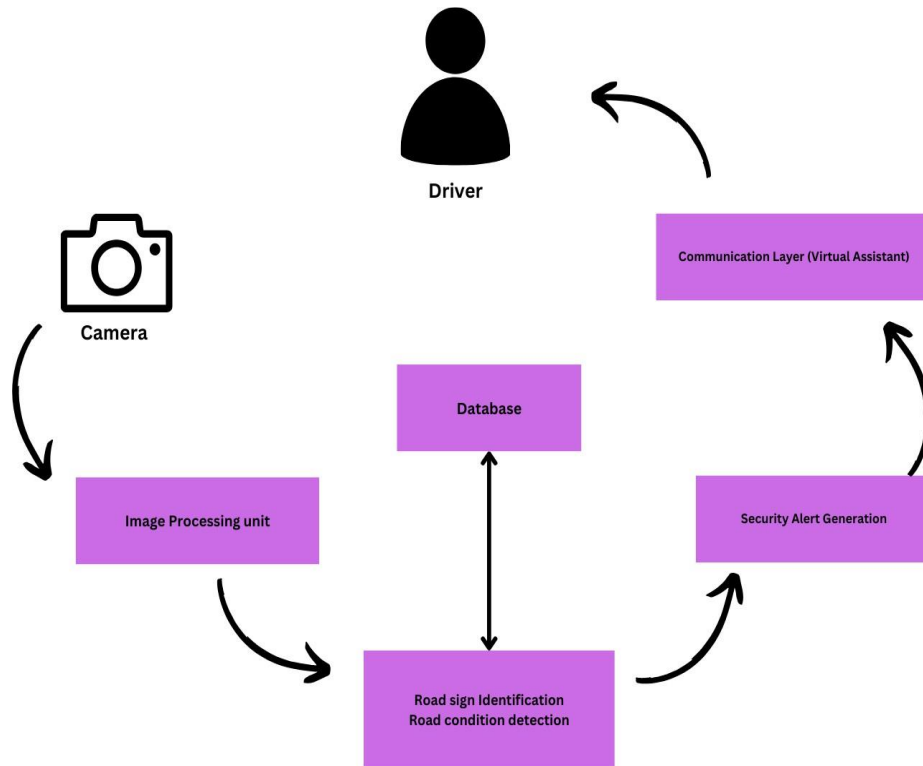 Driver
Camera
Communication Layer (Virtual Assistant)
Database
Image Processing unit
Security Alert Generation
Road sign Identification
Road condition detection